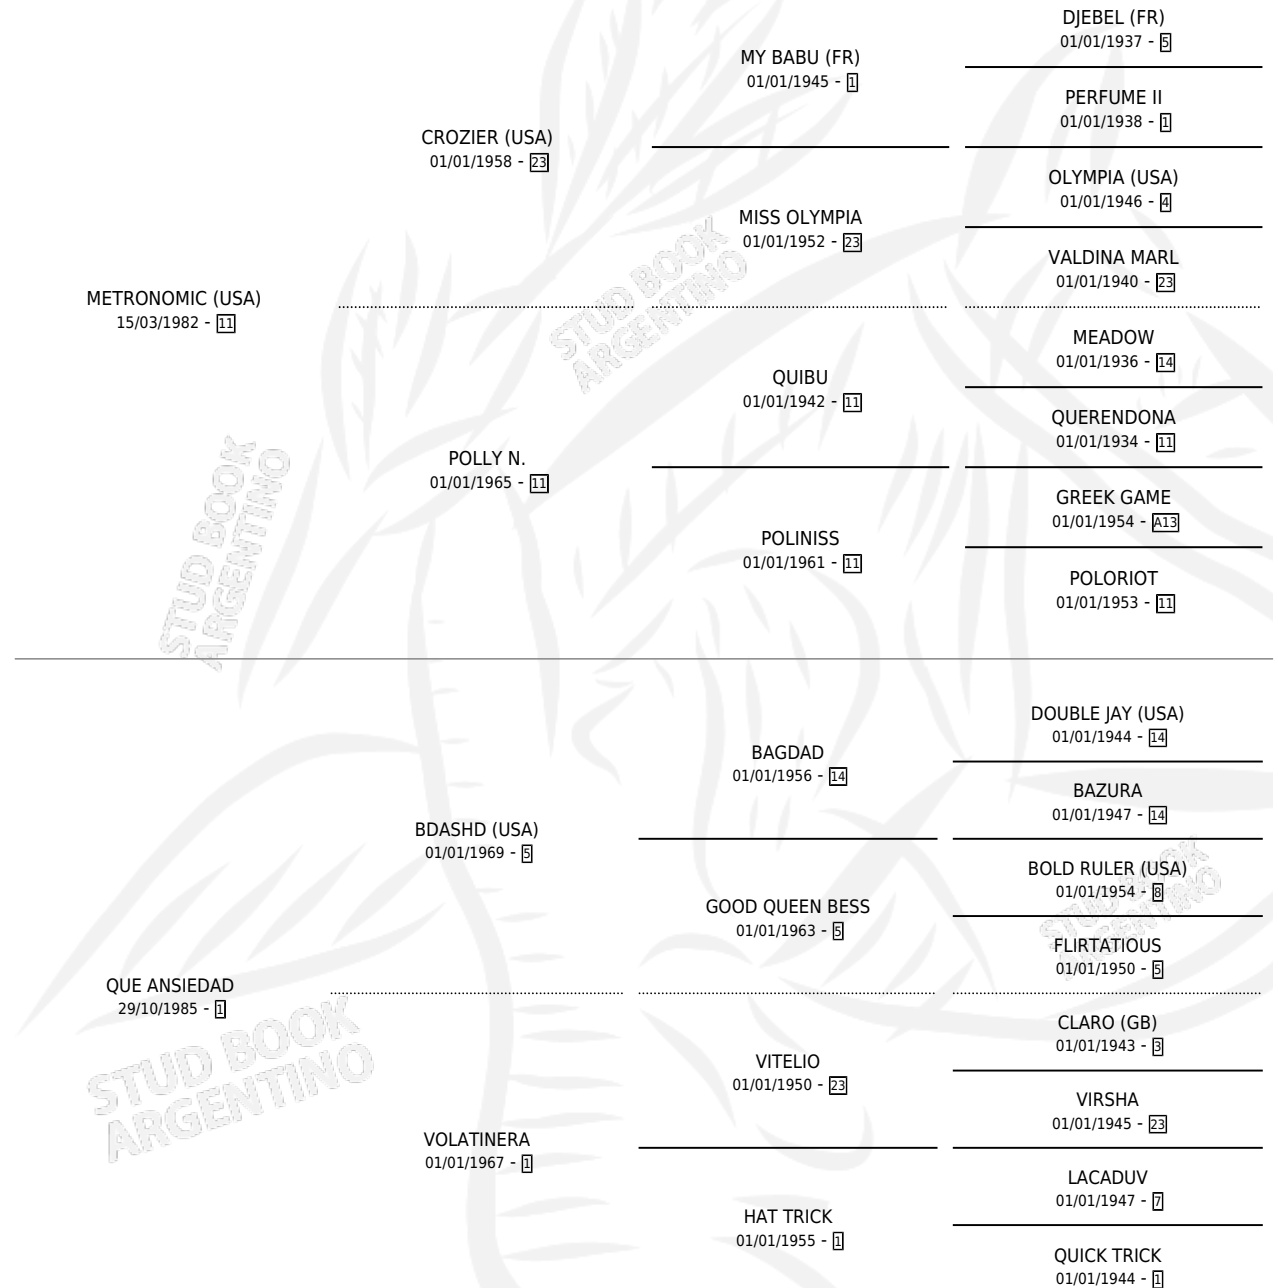 DJEBEL (FR)
01/01/1937 - 5
MY BABU (FR)
01/01/1945 - 1
PERFUME II
01/01/1938 - 1
CROZIER (USA)
01/01/1958 - 23
OLYMPIA (USA)
01/01/1946 - 4
MISS OLYMPIA
01/01/1952 - 23
VALDINA MARL
01/01/1940 - 23
METRONOMIC (USA)
15/03/1982 - 11
MEADOW
01/01/1936 - 14
QUIBU
01/01/1942 - 11
QUERENDONA
01/01/1934 - 11
POLLY N.
01/01/1965 - 11
GREEK GAME
01/01/1954 - A13
POLINISS
01/01/1961 - 11
POLORIOT
01/01/1953 - 11
DOUBLE JAY (USA)
01/01/1944 - 14
BAGDAD
01/01/1956 - 14
BAZURA
01/01/1947 - 14
BDASHD (USA)
01/01/1969 - 5
BOLD RULER (USA)
01/01/1954 - 8
GOOD QUEEN BESS
01/01/1963 - 5
FLIRTATIOUS
01/01/1950 - 5
QUE ANSIEDAD
29/10/1985 - 1
CLARO (GB)
01/01/1943 - 3
VITELIO
01/01/1950 - 23
VIRSHA
01/01/1945 - 23
VOLATINERA
01/01/1967 - 1
LACADUV
01/01/1947 - 7
HAT TRICK
01/01/1955 - 1
QUICK TRICK
01/01/1944 - 1
STUD BOOK
ARGENTINO
STUD BOOK
ARGENTINO
STUD BOOK
ARGENTINO
STUD BOOK
ARGENTINO